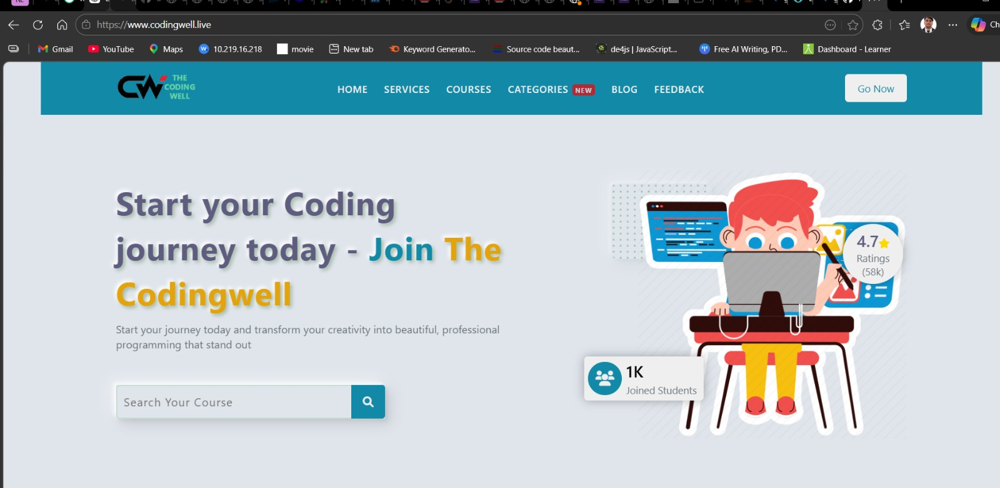 https://www.codingwell.live
Gmail YouTube Maps 10.219.16.218 movie New tab Keyword Generato... Source code beaut... de4js | JavaScript... Free AI Writing, PD... Dashboard - Learner
THE
CODING
WELL
HOME SERVICES COURSES CATEGORIES NEW BLOG FEEDBACK
Go Now
Start your Coding
journey today - Join The
Codingwell
Start your journey today and transform your creativity into beautiful, professional
programming that stand out
Search Your Course
4.7
Ratings
(58k)
1K
Joined Students